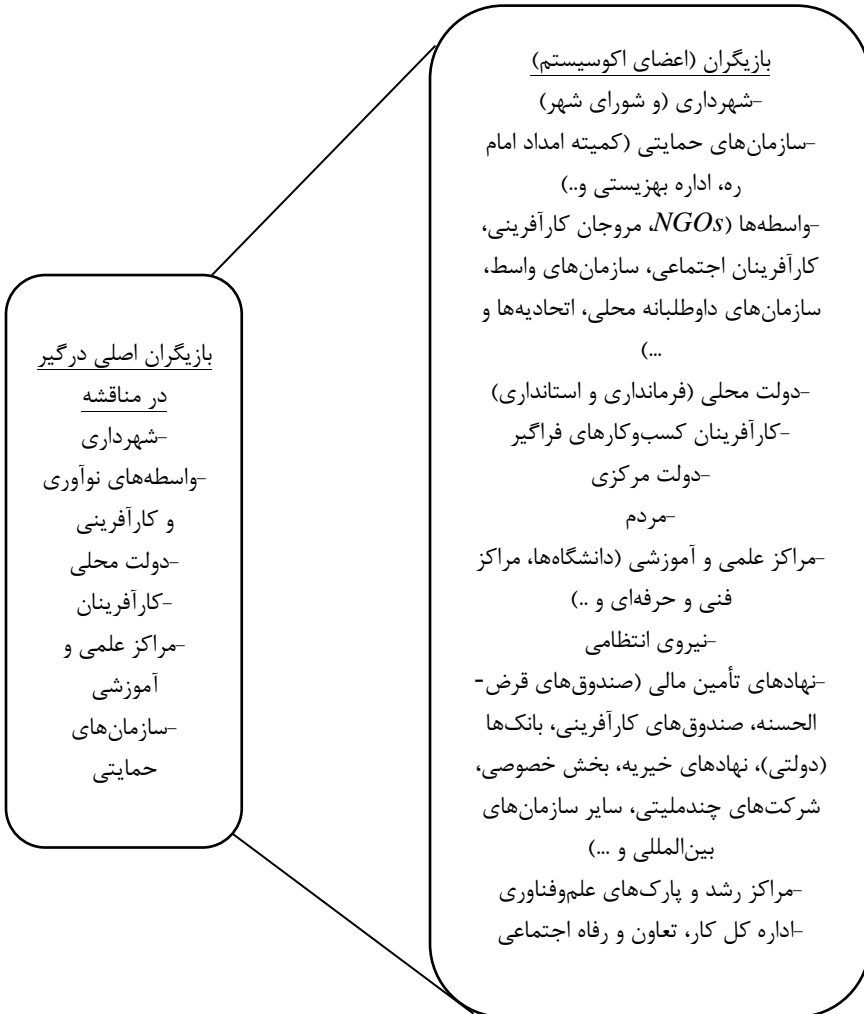 بازیگران (اعضای اکوسیستم)
-شهرداری (و شورای شهر)
-سازمان‌های حمایتی (کمیته امداد امام
ره، اداره بهزیستی و..)
-واسطه‌ها (NGOs، مروجان کارآفرینی،
کارآفرینان اجتماعی، سازمان‌های واسط،
سازمان‌های داوطلبانه محلی، اتحادیه‌ها و
...)
-دولت محلی (فرمانداری و استانداری)
-کارآفرینان کسب‌وکارهای فراگیر
-دولت مرکزی
-مردم
-مراکز علمی و آموزشی (دانشگاه‌ها، مراکز
فنی و حرفه‌ای و ..)
-نیروی انتظامی
-نهادهای تأمین مالی (صندوق‌های قرض-
الحسنه، صندوق‌های کارآفرینی، بانک‌ها
(دولتی)، نهادهای خیریه، بخش خصوصی،
شرکت‌های چندملیتی، سایر سازمان‌های
بین‌المللی و ...)
-مراکز رشد و پارک‌های علم‌وفناوری
-اداره کل کار، تعاون و رفاه اجتماعی
بازیگران اصلی درگیر
در مناقشه
-شهرداری
-واسطه‌های نوآوری
و کارآفرینی
-دولت محلی
-کارآفرینان
-مراکز علمی و
آموزشی
-سازمان‌های
حمایتی